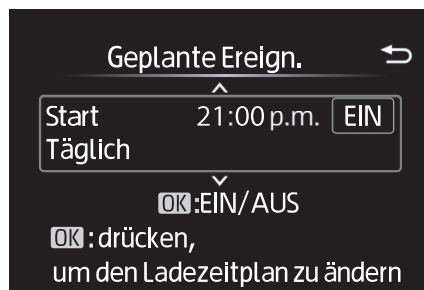 Geplante Ereign.
Start 21:00 p.m. EIN
Täglich
OK:EIN/AUS
OK: drücken,
um den Ladezeitplan zu ändern